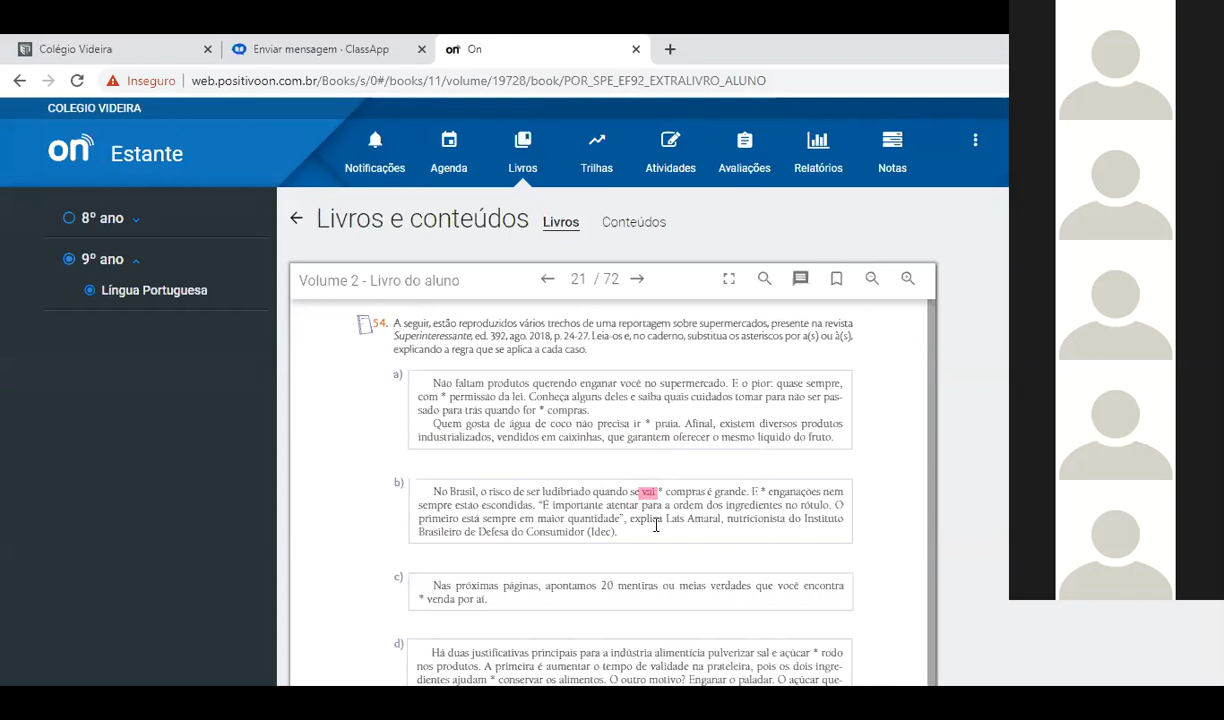 Colégio Videira
Enviar mensagem - ClassApp
On
Inseguro
web.positivoon.com.br/Books/s/0#/books/11/volume/19728/book/POR_SPE_EF92_EXTRALIVRO_ALUNO
COLEGIO VIDEIRA
on
Estante
Notificações
Agenda
Livros
Trilhas
Atividades
Avaliações
Relatórios
Notas
8º ano
9º ano
Língua Portuguesa
Livros e conteúdos
Livros
Conteúdos
Volume 2 - Livro do aluno
21 / 72
54. A seguir, estão reproduzidos vários trechos de uma reportagem sobre supermercados, presente na revista
Superinteressante, ed. 392, ago. 2018, p. 24-27. Leia-os e, no caderno, substitua os asteriscos por a(s) ou à(s),
explicando a regra que se aplica a cada caso.
a)
Não faltam produtos querendo enganar você no supermercado. E o pior: quase sempre,
com * permissão da lei. Conheça alguns deles e saiba quais cuidados tomar para não ser pas-
sado para trás quando for * compras.
Quem gosta de água de coco não precisa ir * praia. Afinal, existem diversos produtos
industrializados, vendidos em caixinhas, que garantem oferecer o mesmo líquido do fruto.
b)
No Brasil, o risco de ser ludibriado quando se vai * compras é grande. E * enganações nem
sempre estão escondidas. "É importante atentar para a ordem dos ingredientes no rótulo. O
primeiro está sempre em maior quantidade", explica Laís Amaral, nutricionista do Instituto
Brasileiro de Defesa do Consumidor (Idec).
c)
Nas próximas páginas, apontamos 20 mentiras ou meias verdades que você encontra
* venda por aí.
d)
Há duas justificativas principais para a indústria alimentícia pulverizar sal e açúcar * rodo
nos produtos. A primeira é aumentar o tempo de validade na prateleira, pois os dois ingre-
dientes ajudam * conservar os alimentos. O outro motivo? Enganar o paladar. O açúcar que-